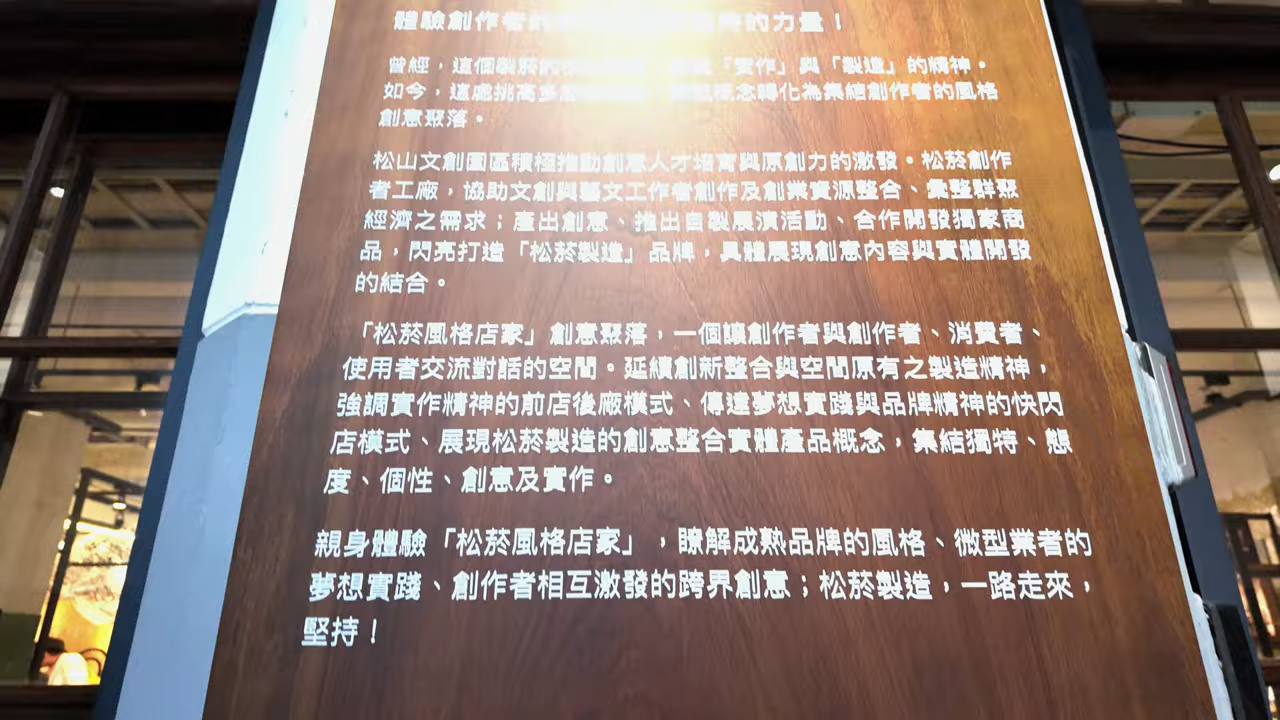 體驗創作者的力量！
曾經，這個製菸的「實作」與「製造」的精神。
如今，這處挑高多概念轉化為集結創作者的風格
創意聚落。
松山文創園區積極推動創意人才培育與原創力的激發。松菸創作
者工廠，協助文創與藝文工作者創作及創業資源整合、彙整群聚
經濟之需求；產出創意、推出自製展演活動、合作開發獨家商
品，閃亮打造「松菸製造」品牌，具體展現創意內容與實體開發
的結合。
「松菸風格店家」創意聚落，一個讓創作者與創作者、消費者、
使用者交流對話的空間。延續創新整合與空間原有之製造精神，
強調實作精神的前店後廠模式、傳達夢想實踐與品牌精神的快閃
店模式、展現松菸製造的創意整合實體產品概念，集結獨特、態
度、個性、創意及實作。
親身體驗「松菸風格店家」，瞭解成熟品牌的風格、微型業者的
夢想實踐、創作者相互激發的跨界創意；松菸製造，一路走來，
堅持！